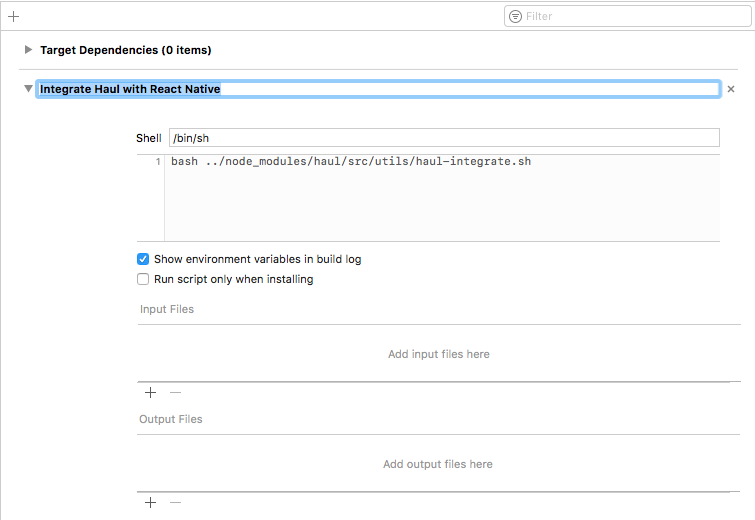 Filter
Target Dependencies (0 items)
Integrate Haul with React Native
Shell /bin/sh
1 bash ../node_modules/haul/src/utils/haul-integrate.sh
Show environment variables in build log
Run script only when installing
Input Files
Add input files here
Output Files
Add output files here